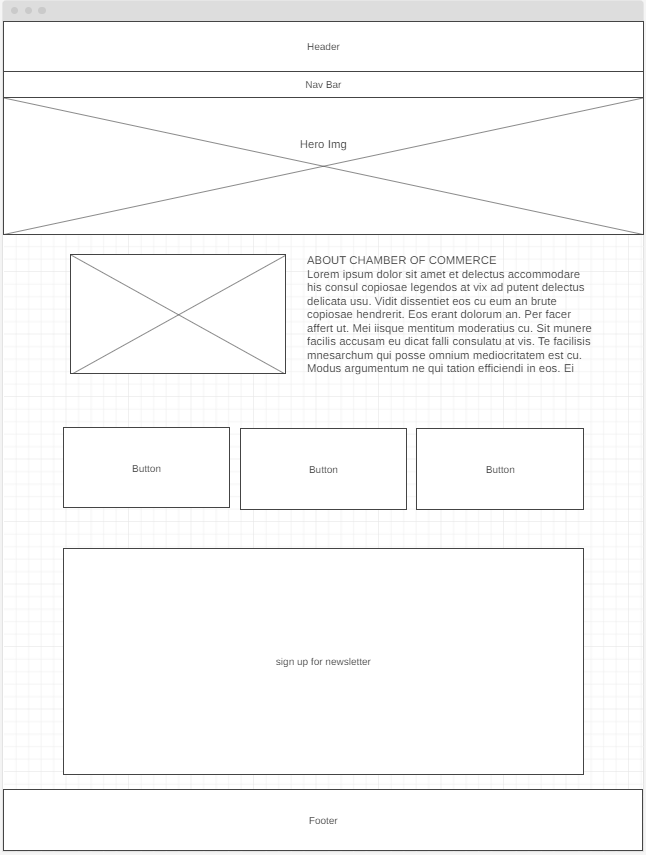 Header
Nav Bar
Hero Img
ABOUT CHAMBER OF COMMERCE
Lorem ipsum dolor sit amet et delectus accommodare
his consul copiosae legendos at vix ad putent delectus
delicata usu. Vidit dissentiet eos cu eum an brute
copiosae hendrerit. Eos erant dolorum an. Per facer
affert ut. Mei iisque mentitum moderatius cu. Sit munere
facilis accusam eu dicat falli consulatu at vis. Te facilisis
mnesarchum qui posse omnium mediocritatem est cu.
Modus argumentum ne qui tation efficiendi in eos. Ei
Button
Button
Button
sign up for newsletter
Footer